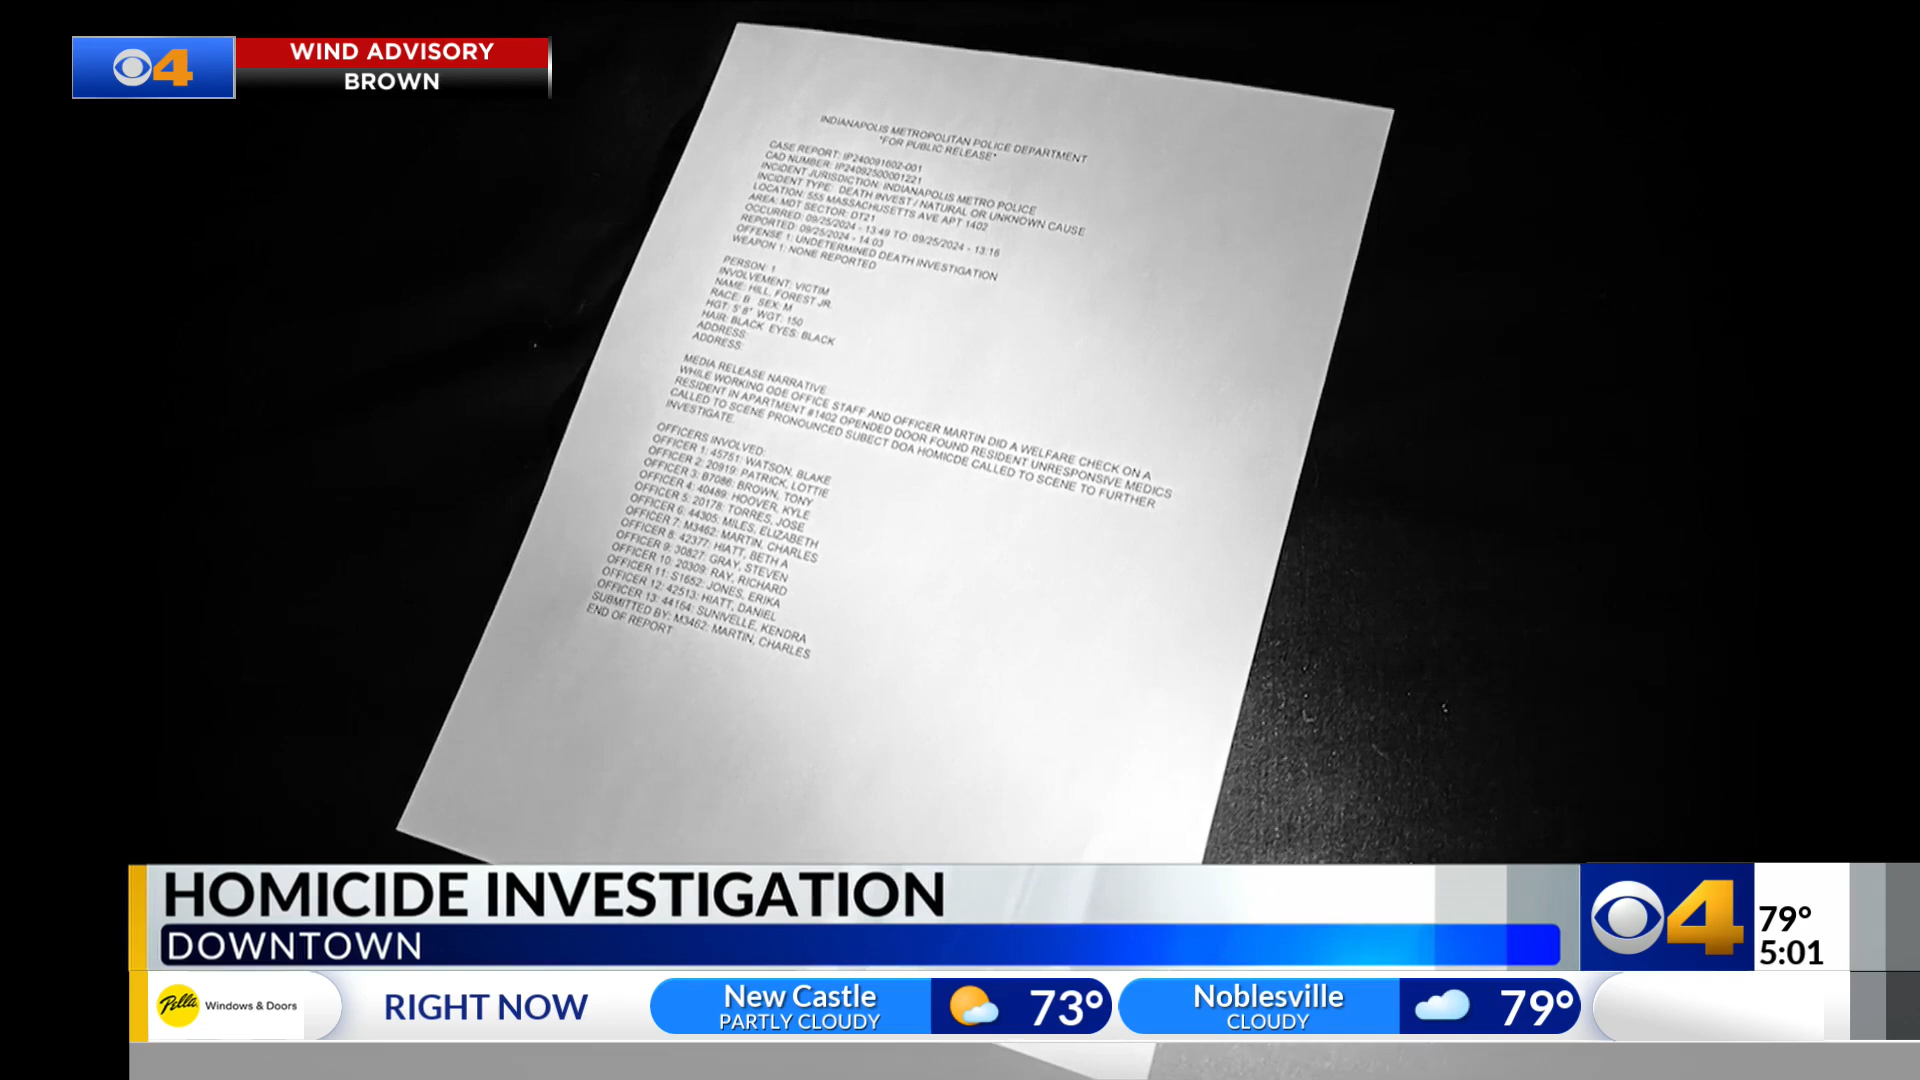 4
WIND ADVISORY
BROWN
INDIANAPOLIS METROPOLITAN POLICE DEPARTMENT
*FOR PUBLIC RELEASE*
CASE REPORT: IP240091602-001
CAD NUMBER: IP24092500001221
INCIDENT JURISDICTION: INDIANAPOLIS METRO POLICE
INCIDENT TYPE: DEATH INVEST / NATURAL OR UNKNOWN CAUSE
LOCATION: 555 MASSACHUSETTS AVE APT 1402
AREA: MDT SECTOR: DT21
OCCURRED: 09/25/2024 - 13:49 TO: 09/25/2024 - 13:16
REPORTED: 09/25/2024 - 14:03
OFFENSE 1: UNDETERMINED DEATH INVESTIGATION
WEAPON 1: NONE REPORTED
PERSON: 1
INVOLVEMENT: VICTIM
NAME: HILL, FOREST JR.
RACE: B SEX: M
HGT: 5'8" WGT: 150
HAIR: BLACK EYES: BLACK
ADDRESS:
ADDRESS:
MEDIA RELEASE NARRATIVE
WHILE WORKING ODE OFFICE STAFF AND OFFICER MARTIN DID A WELFARE CHECK ON A
RESIDENT IN APARTMENT #1402 OPENDED DOOR FOUND RESIDENT UNRESPONSIVE MEDICS
CALLED TO SCENE PRONOUNCED SUBECT DOA HOMICDE CALLED TO SCENE TO FURTHER
INVESTIGATE.
OFFICERS INVOLVED:
OFFICER 1: 45751: WATSON, BLAKE
OFFICER 2: 20919: PATRICK, LOTTIE
OFFICER 3: B7086: BROWN, TONY
OFFICER 4: 40489: HOOVER, KYLE
OFFICER 5: 20178: TORRES, JOSE
OFFICER 6: 44305: MILES, ELIZABETH
OFFICER 7: M3462: MARTIN, CHARLES
OFFICER 8: 42377: HIATT, BETH A
OFFICER 9: 30827: GRAY, STEVEN
OFFICER 10: 20309: RAY, RICHARD
OFFICER 11: S1652: JONES, ERIKA
OFFICER 12: 42513: HIATT, DANIEL
OFFICER 13: 44164: SUNIVELLE, KENDRA
SUBMITTED BY: M3462: MARTIN, CHARLES
END OF REPORT
HOMICIDE INVESTIGATION
DOWNTOWN
4
79°
5:01
Pella Windows & Doors
RIGHT NOW
New Castle
PARTLY CLOUDY
73°
Noblesville
CLOUDY
79°